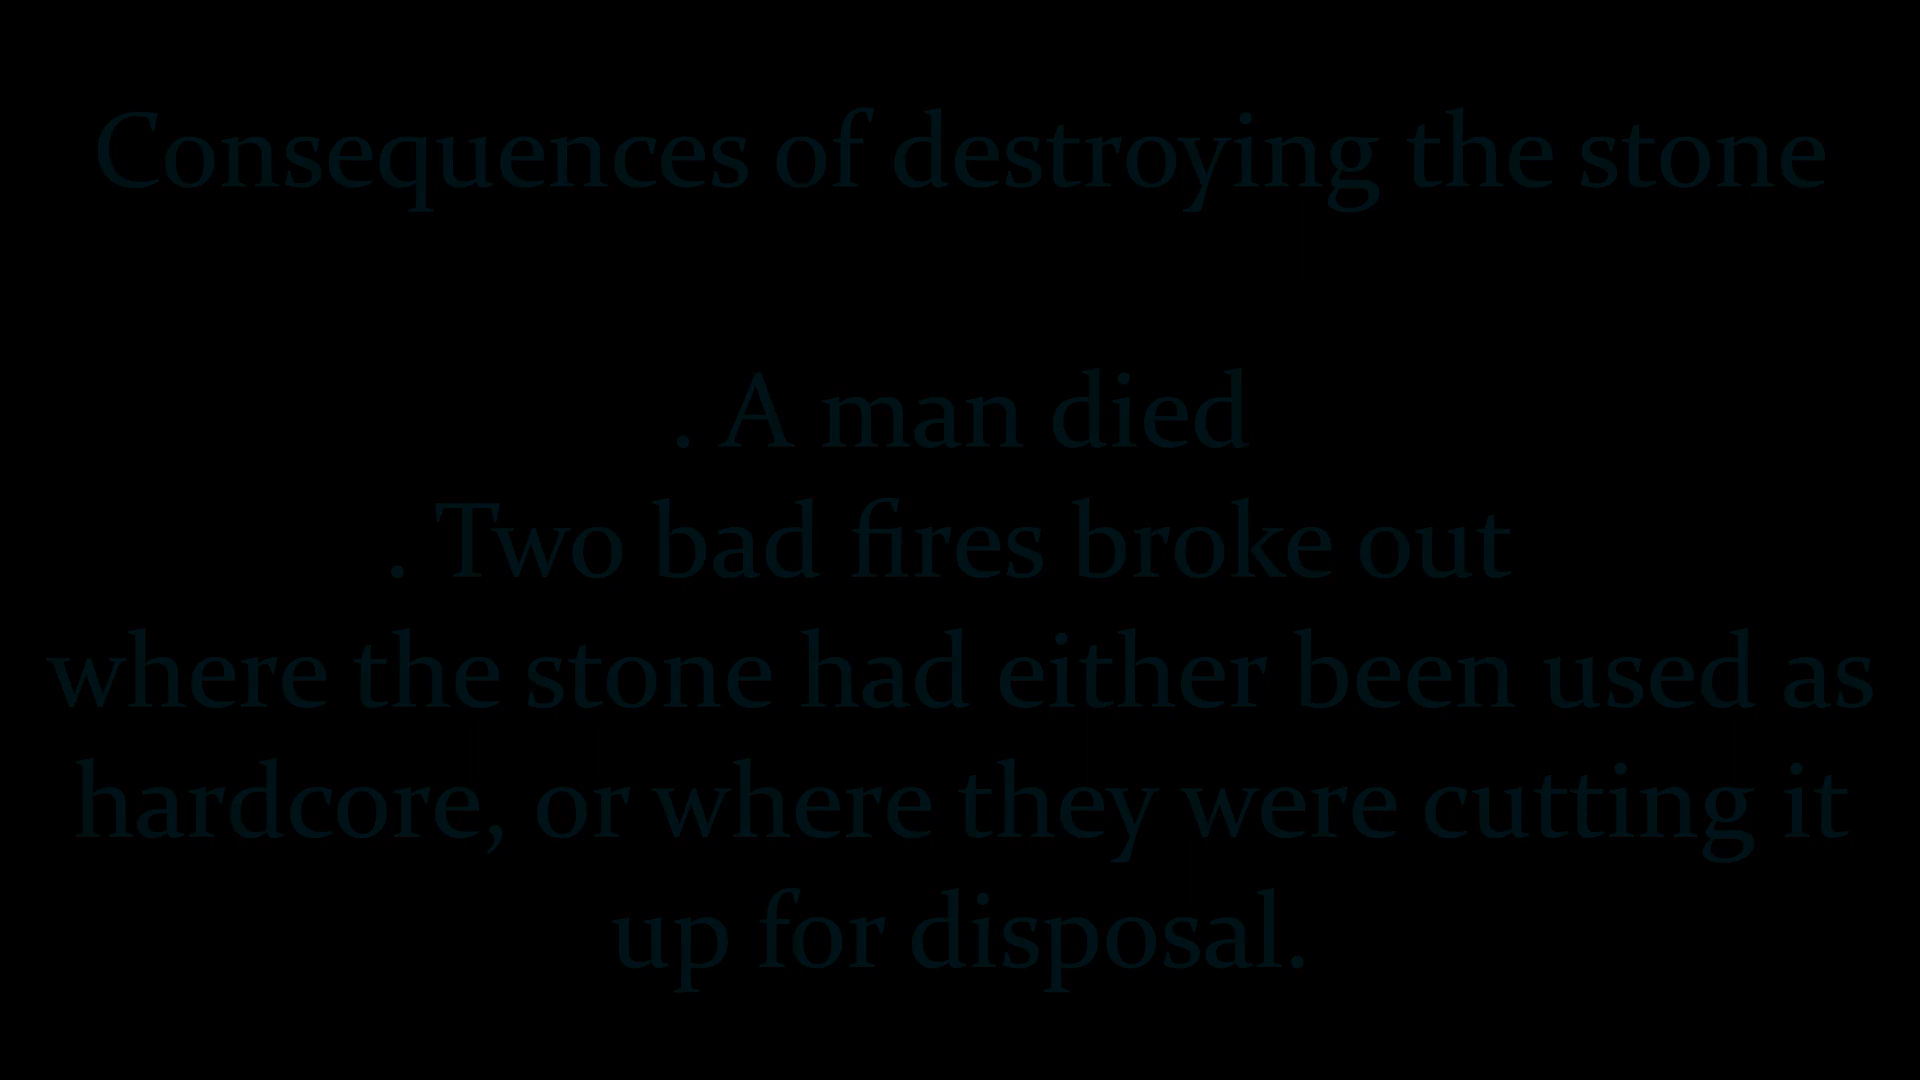 Consequences of destroying the stone
. A man died
. Two bad fires broke out
where the stone had either been used as
hardcore, or where they were cutting it
up for disposal.